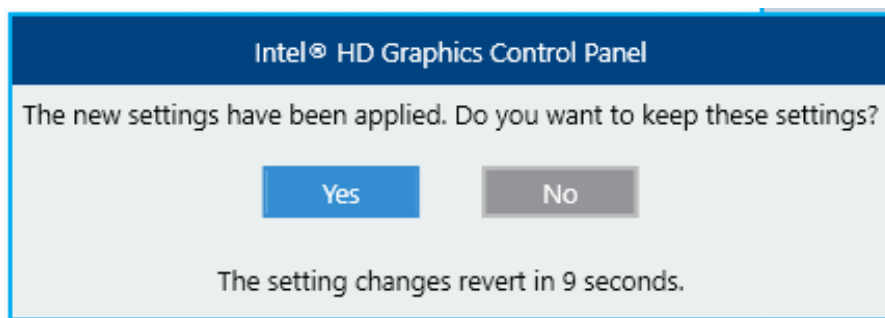 Intel® HD Graphics Control Panel
The new settings have been applied. Do you want to keep these settings?
Yes No
The setting changes revert in 9 seconds.